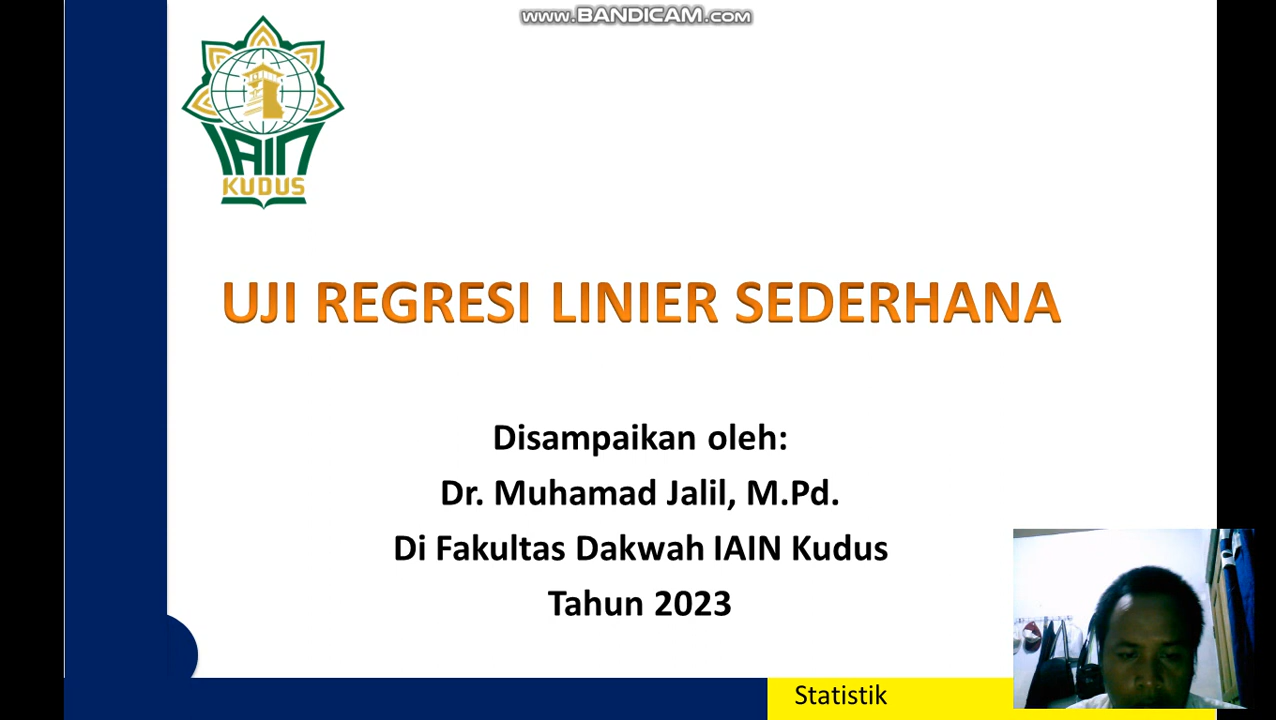 WWW.BANDICAM.COM
IAIN
KUDUS
UJI REGRESI LINIER SEDERHANA
Disampaikan oleh:
Dr. Muhamad Jalil, M.Pd.
Di Fakultas Dakwah IAIN Kudus
Tahun 2023
Statistik